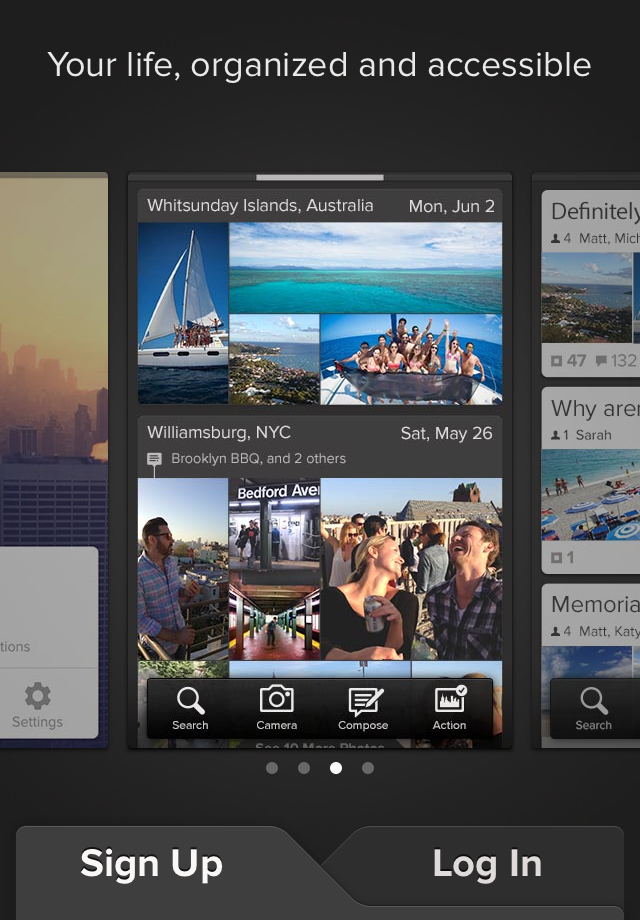 Your life, organized and accessible
Whitsunday Islands, Australia
Mon, Jun 2
Williamsburg, NYC
Sat, May 26
Brooklyn BBQ, and 2 others
Bedford Aven
See 10 More Photos
Search
Camera
Compose
Action
tions
Settings
Definitely
4 Matt, Mich
47 132
Why aren
1 Sarah
1
Memoria
4 Matt, Katy
Search
Sign Up
Log In